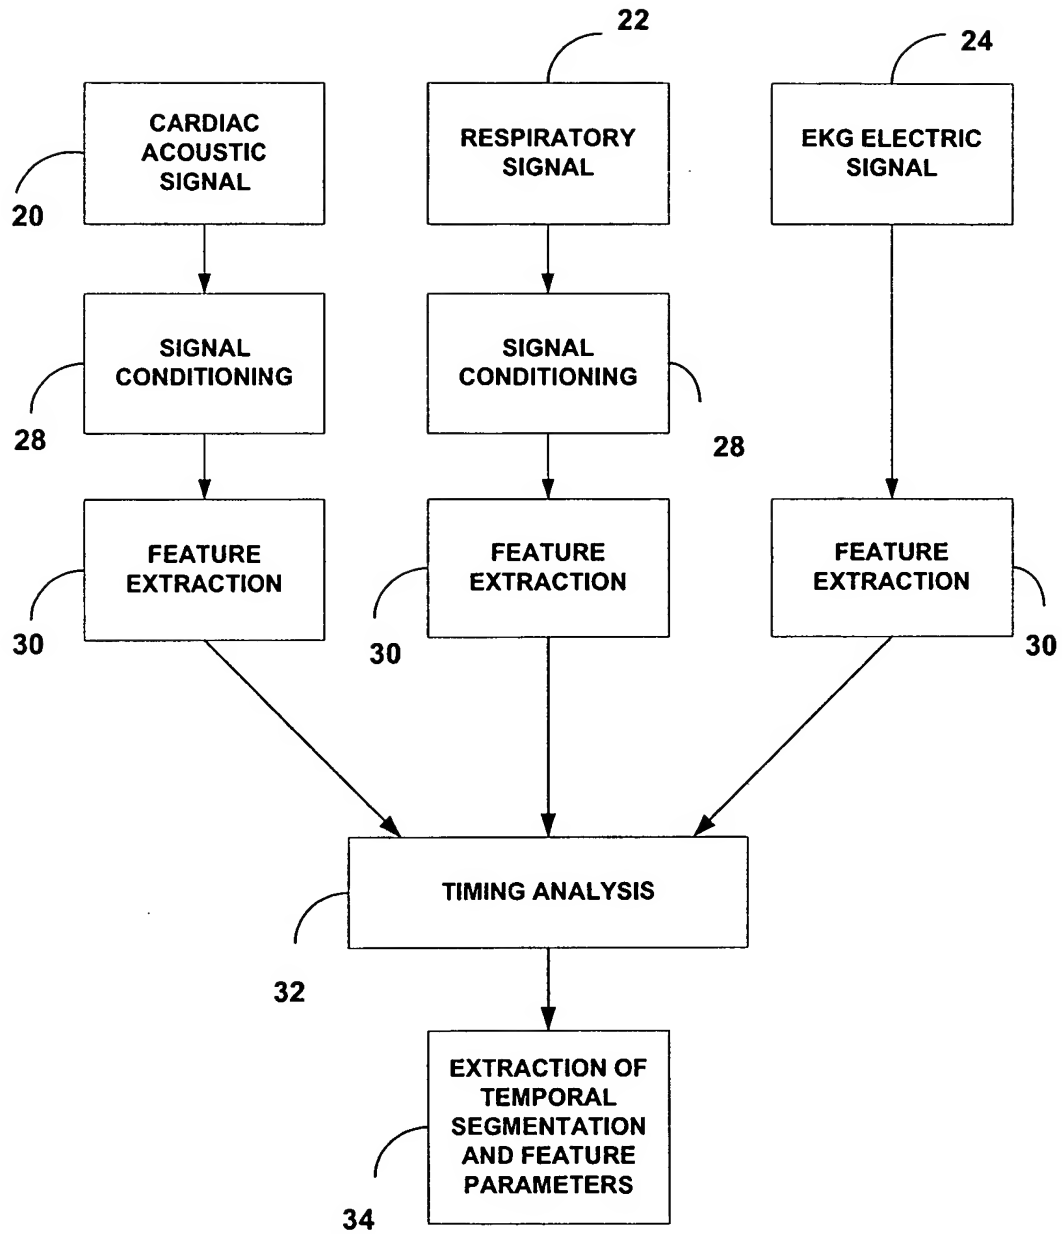 22
24
CARDIAC
ACOUSTIC
SIGNAL
RESPIRATORY
SIGNAL
EKG ELECTRIC
SIGNAL
20
SIGNAL
CONDITIONING
SIGNAL
CONDITIONING
28
28
FEATURE
EXTRACTION
FEATURE
EXTRACTION
FEATURE
EXTRACTION
30
30
30
TIMING ANALYSIS
32
EXTRACTION OF
TEMPORAL
SEGMENTATION
AND FEATURE
PARAMETERS
34